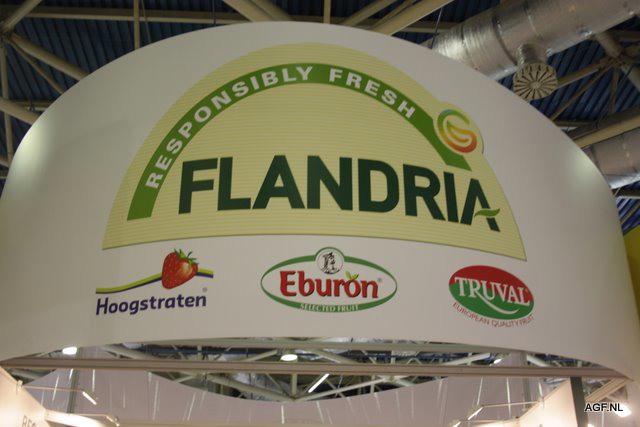 RESPONSIBLY FRESH
FLANDRIA
Hoogstraten®
Eburon®
SELECTED FRUIT
TRUVAL
EUROPEAN QUALITY FRUIT
AGF.NL